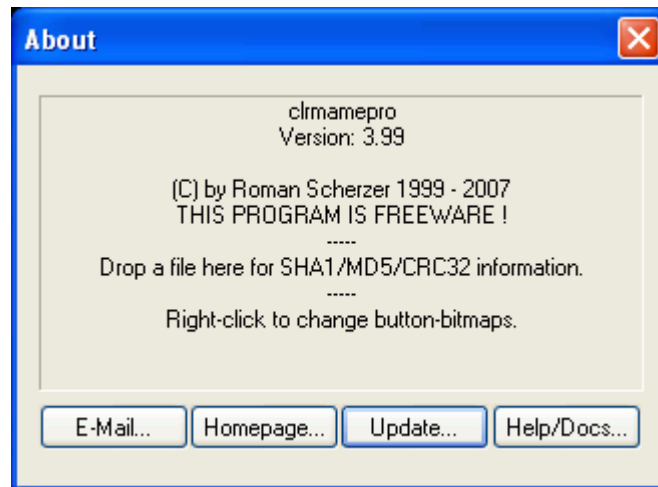 About
clrmamepro
Version: 3.99
(C) by Roman Scherzer 1999 - 2007
THIS PROGRAM IS FREEWARE !
-----
Drop a file here for SHA1/MD5/CRC32 information.
-----
Right-click to change button-bitmaps.
E-Mail... Homepage... Update... Help/Docs...